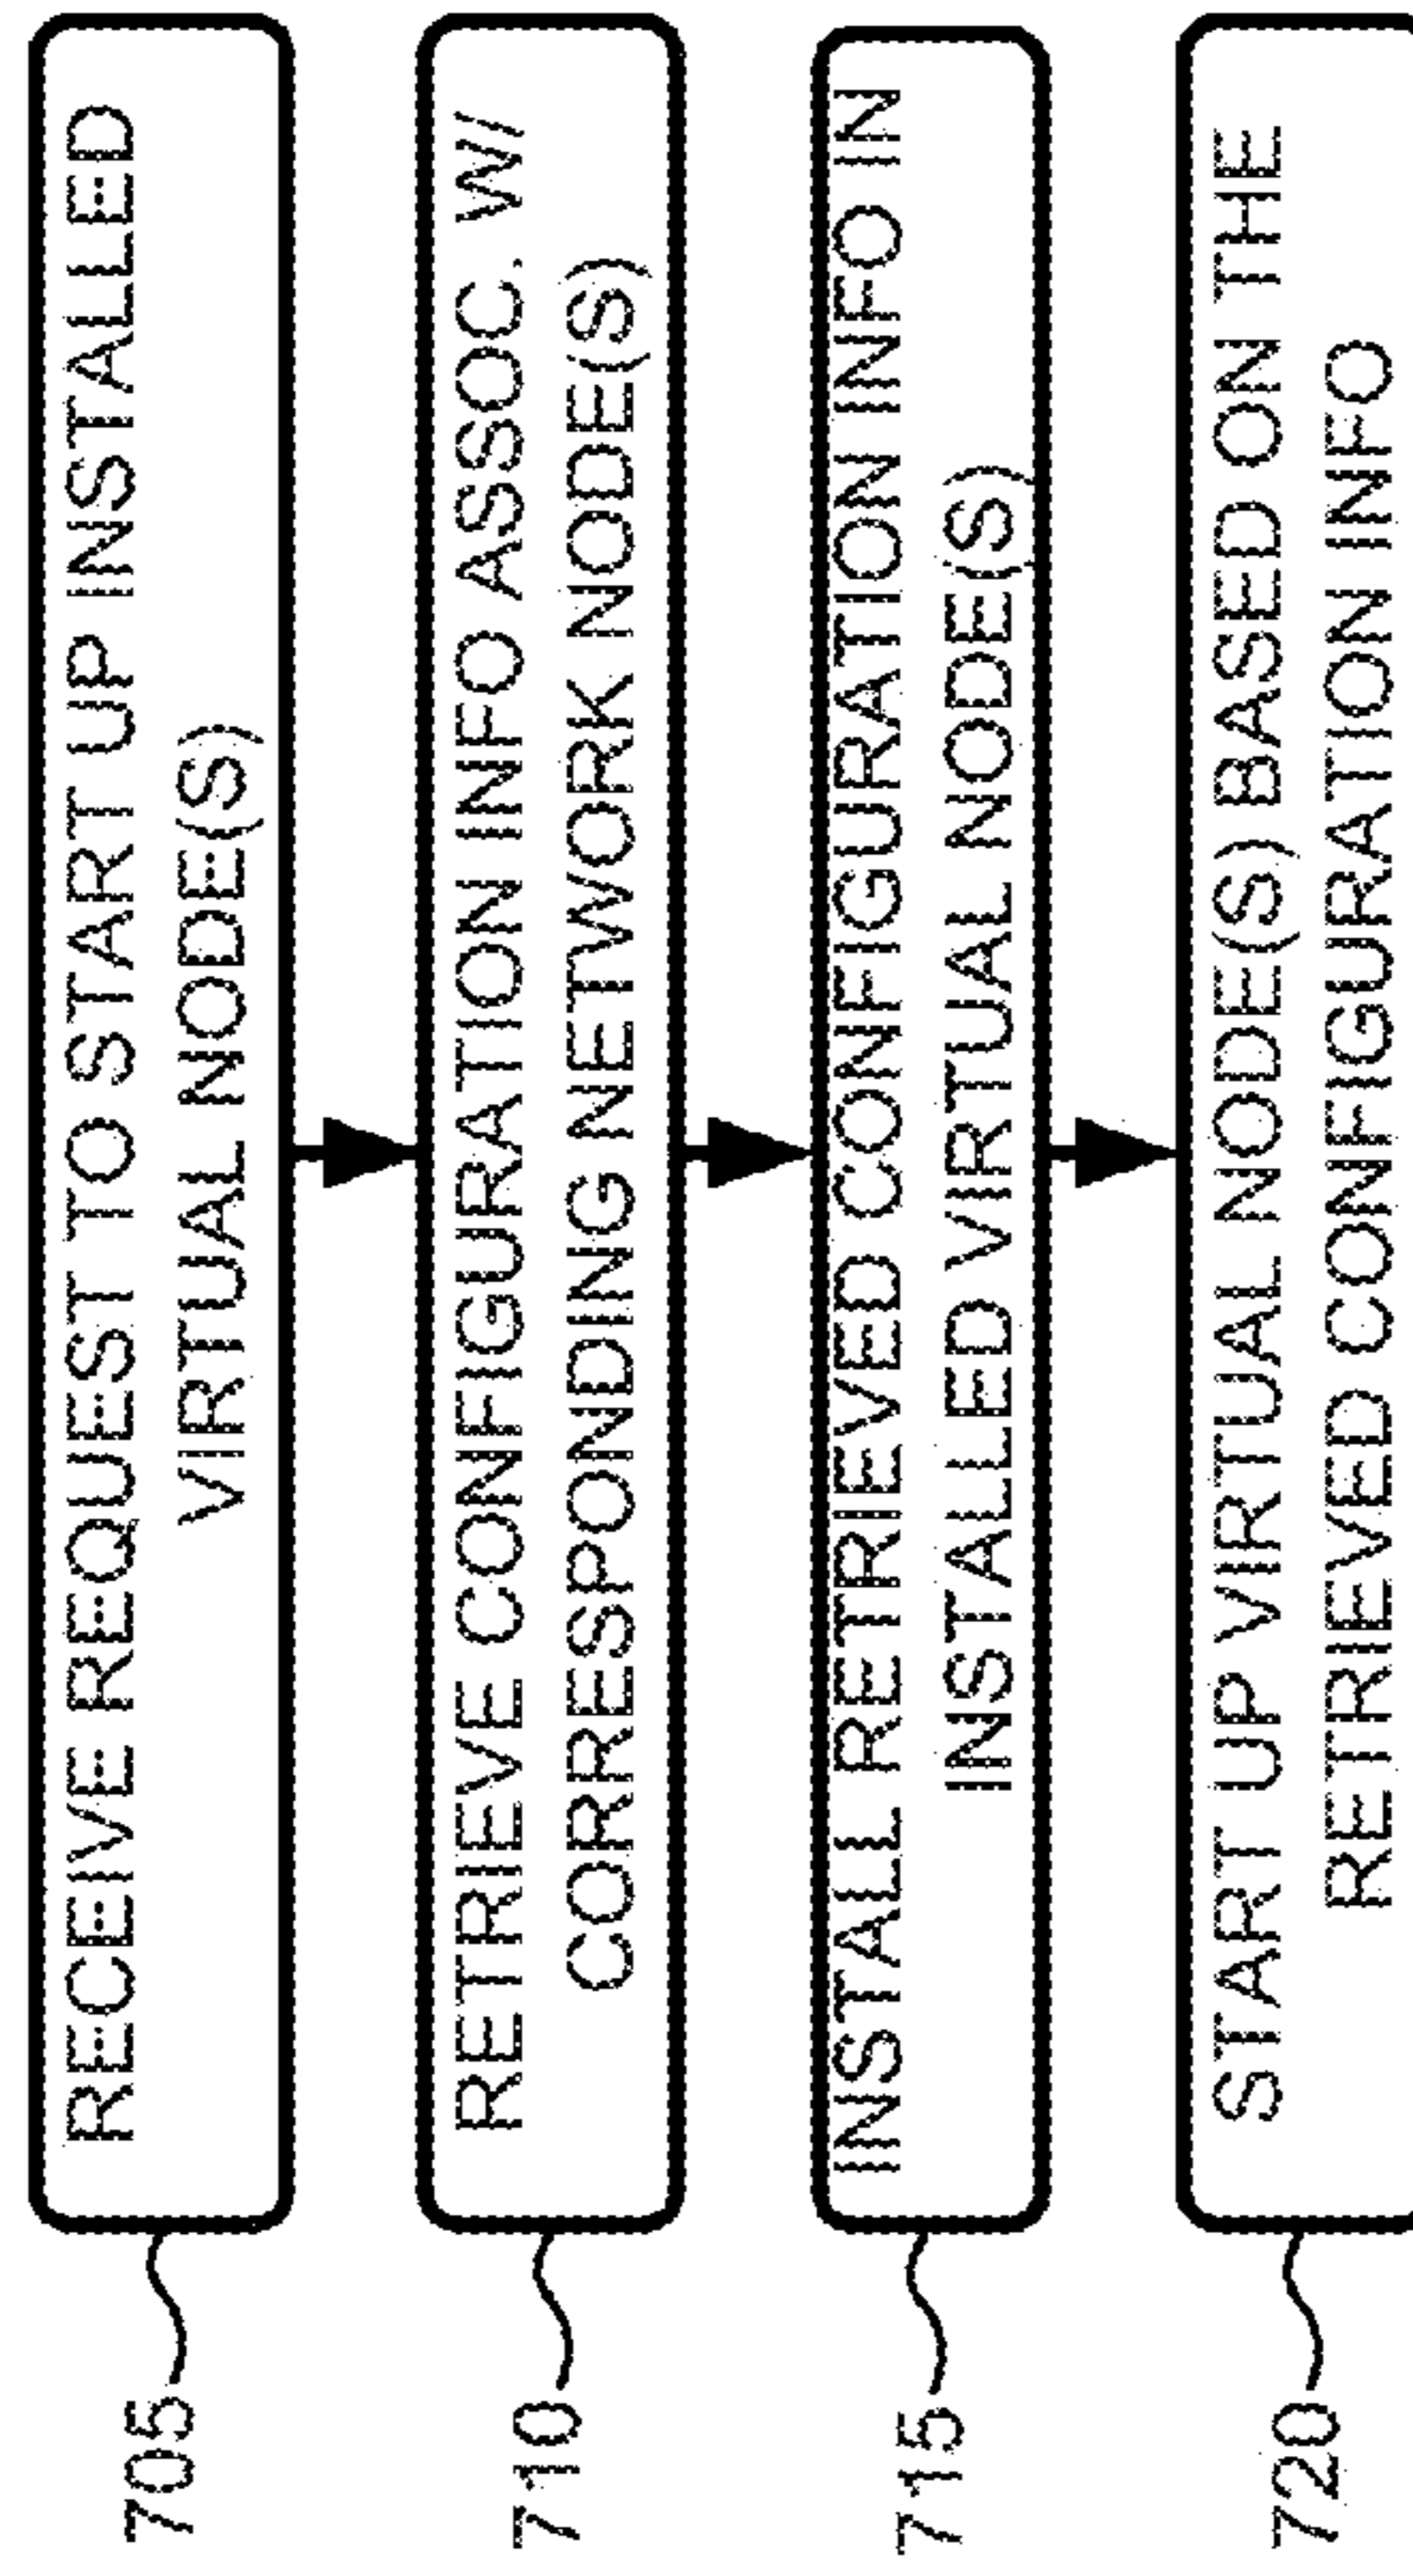 705
RECEIVE REQUEST TO START UP INSTALLED
VIRTUAL NODE(S)
710
RETRIEVE CONFIGURATION INFO ASSOC. W/
CORRESPONDING NETWORK NODE(S)
715
INSTALL RETRIEVED CONFIGURATION INFO IN
INSTALLED VIRTUAL NODE(S)
720
START UP VIRTUAL NODE(S) BASED ON THE
RETRIEVED CONFIGURATION INFO